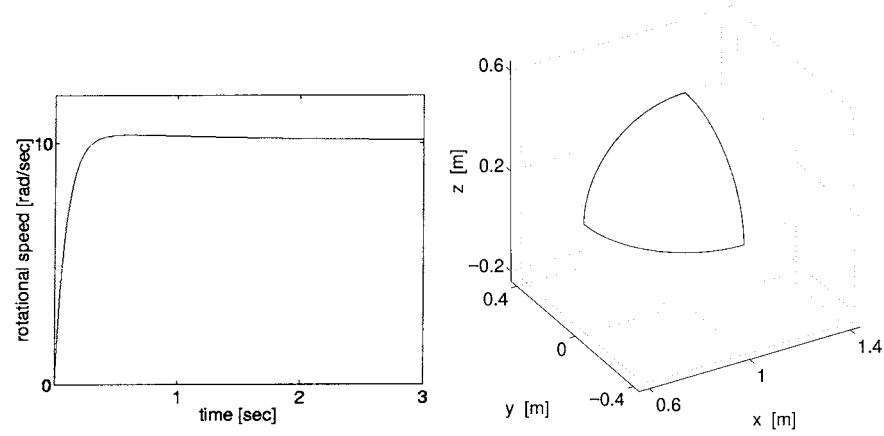 rotational speed [rad/sec]
10
0
1
2
3
time [sec]
z [m]
0.6
0.2
−0.2
0.4
0
−0.4
y [m]
0.6
1
1.4
x [m]